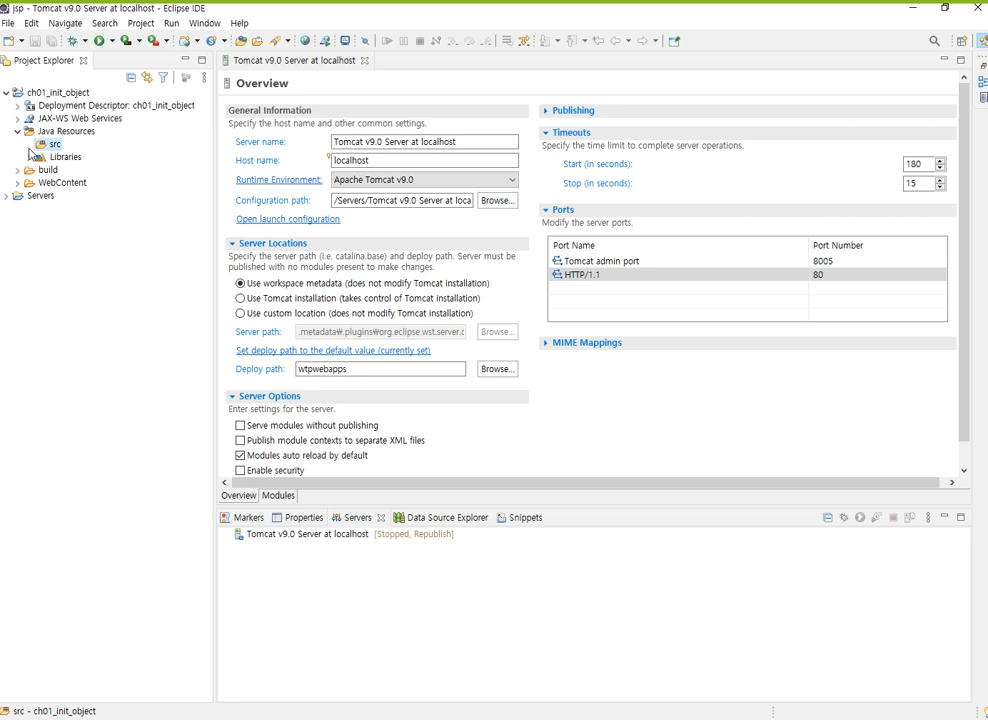 jsp - Tomcat v9.0 Server at localhost - Eclipse IDE
File Edit Navigate Search Project Run Window Help
Project Explorer
ch01_init_object
Deployment Descriptor: ch01_init_object
JAX-WS Web Services
Java Resources
src
Libraries
build
WebContent
Servers
Tomcat v9.0 Server at localhost
Overview
General Information
Specify the host name and other common settings.
Server name: Tomcat v9.0 Server at localhost
Host name: localhost
Runtime Environment: Apache Tomcat v9.0
Configuration path: /Servers/Tomcat v9.0 Server at loca Browse...
Open launch configuration
Server Locations
Specify the server path (i.e. catalina.base) and deploy path. Server must be
published with no modules present to make changes.
Use workspace metadata (does not modify Tomcat installation)
Use Tomcat installation (takes control of Tomcat installation)
Use custom location (does not modify Tomcat installation)
Server path: .metadata₩.plugins₩org.eclipse.wst.server.c Browse...
Set deploy path to the default value (currently set)
Deploy path: wtpwebapps Browse...
Server Options
Enter settings for the server.
Serve modules without publishing
Publish module contexts to separate XML files
Modules auto reload by default
Enable security
Publishing
Timeouts
Specify the time limit to complete server operations.
Start (in seconds): 180
Stop (in seconds): 15
Ports
Modify the server ports.
Port Name Port Number
Tomcat admin port 8005
HTTP/1.1 80
MIME Mappings
Overview Modules
Markers Properties Servers Data Source Explorer Snippets
Tomcat v9.0 Server at localhost [Stopped, Republish]
src - ch01_init_object